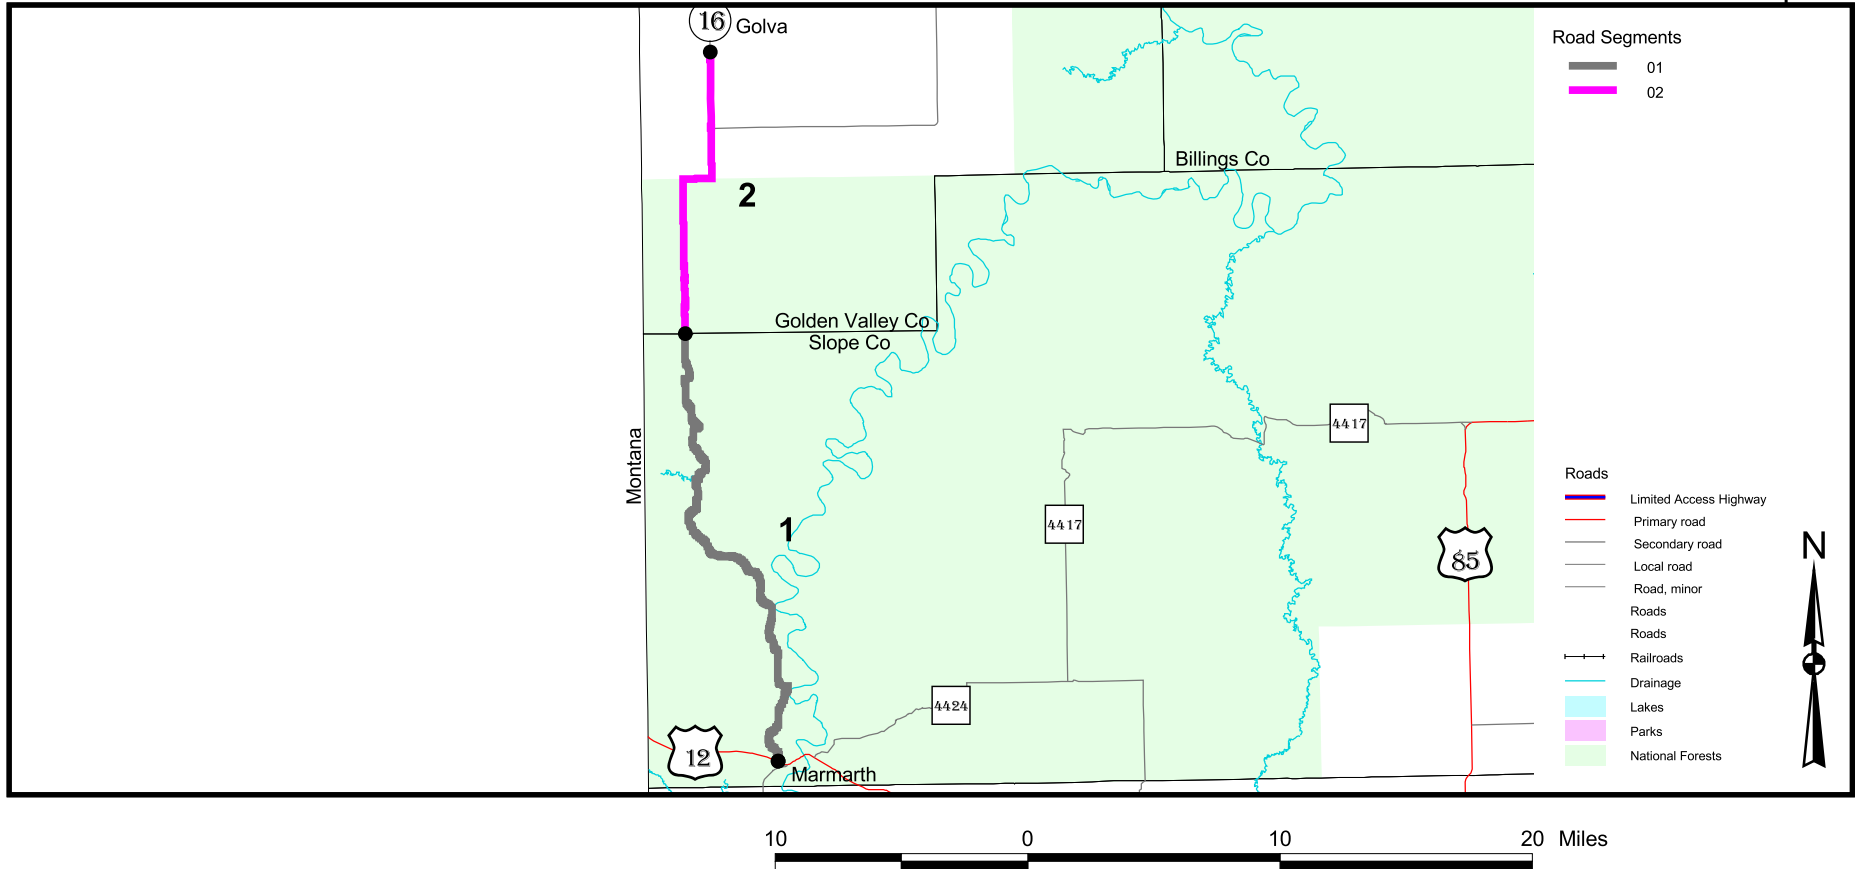 16
Golva
Road Segments
01
02
Billings Co
2
Golden Valley Co
Slope Co
Montana
4417
4417
1
85
4424
12
Marmarth
Roads
Limited Access Highway
Primary road
Secondary road
Local road
Road, minor
Roads
Roads
Railroads
Drainage
Lakes
Parks
National Forests
N
10 0 10 20 Miles